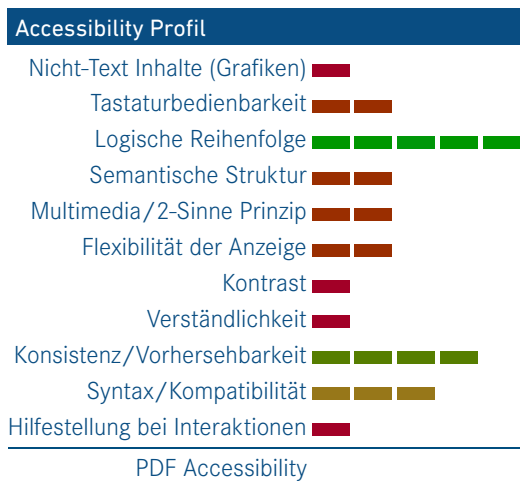 Accessibility Profil
Nicht-Text Inhalte (Grafiken)
Tastaturbedienbarkeit
Logische Reihenfolge
Semantische Struktur
Multimedia/2-Sinne Prinzip
Flexibilität der Anzeige
Kontrast
Verständlichkeit
Konsistenz/Vorhersehbarkeit
Syntax/Kompatibilität
Hilfestellung bei Interaktionen
PDF Accessibility